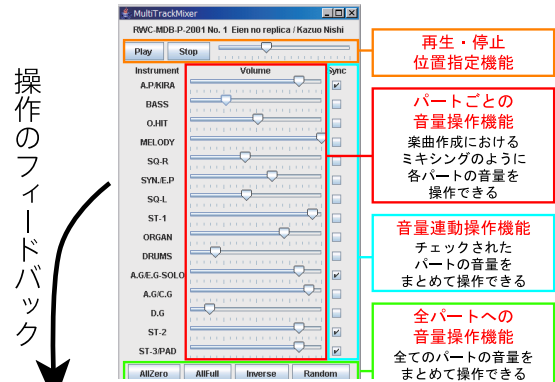 MultiTrackMixer
RWC-MDB-P-2001 No. 1 Eien no replica / Kazuo Nishi
Play Stop
Instrument Volume Sync
A.P/KIRA
BASS
O.HIT
MELODY
SQ-R
SYN./E.P
SQ-L
ST-1
ORGAN
DRUMS
A.G/E.G-SOLO
A.G/C.G
D.G
ST-2
ST-3/PAD
AllZero AllFull Inverse Random
操作のフィードバック
再生・停止
位置指定機能
パートごとの
音量操作機能
楽曲作成における
ミキシングのように
各パートの音量を
操作できる
音量連動操作機能
チェックされた
パートの音量を
まとめて操作できる
全パートへの
音量操作機能
全てのパートの音量を
まとめて操作できる